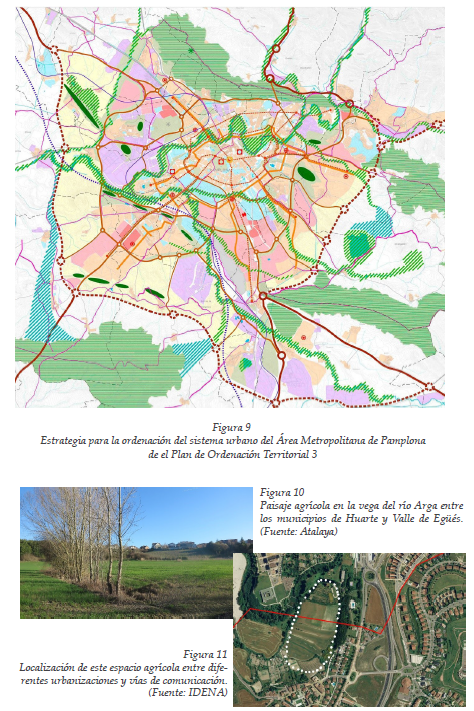 Figura 9
Estrategia para la ordenación del sistema urbano del Área Metropolitana de Pamplona
de el Plan de Ordenación Territorial 3
Figura 10
Paisaje agrícola en la vega del río Arga entre
los municipios de Huarte y Valle de Egüés.
(Fuente: Atalaya)
Figura 11
Localización de este espacio agrícola entre dife-
rentes urbanizaciones y vías de comunicación.
(Fuente: IDENA)